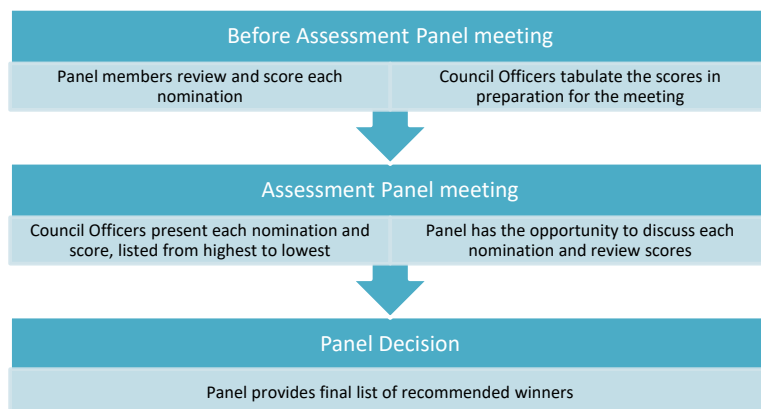 Before Assessment Panel meeting
Panel members review and score each
nomination
Council Officers tabulate the scores in
preparation for the meeting
Assessment Panel meeting
Council Officers present each nomination and
score, listed from highest to lowest
Panel has the opportunity to discuss each
nomination and review scores
Panel Decision
Panel provides final list of recommended winners